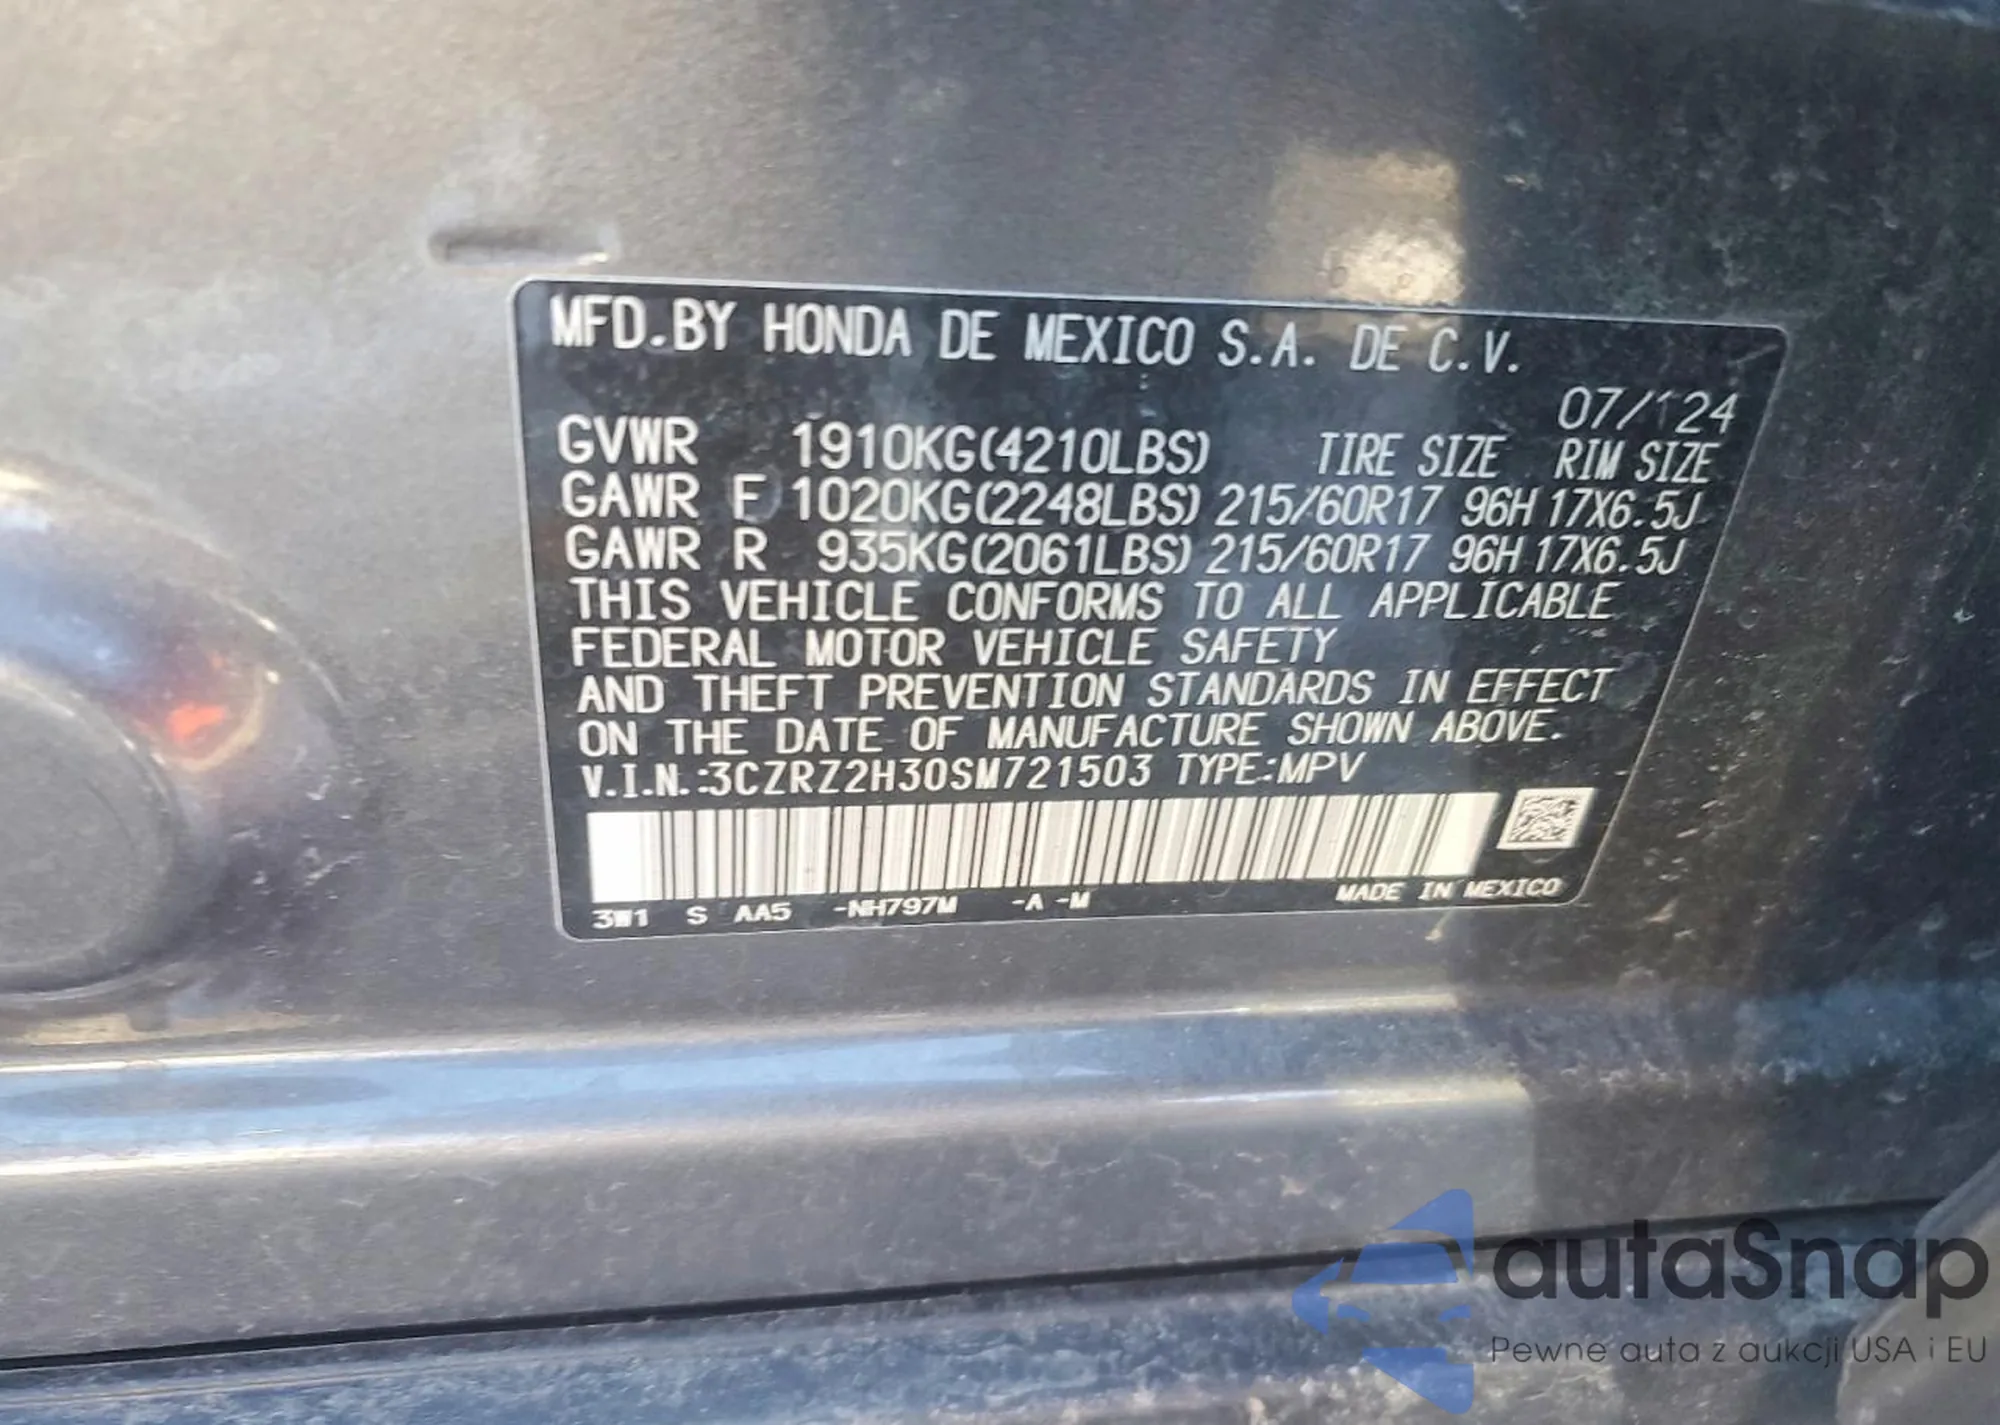 MFD.BY HONDA DE MEXICO S.A. DE C.V.
07/24
GVWR 1910KG(4210LBS) TIRE SIZE RIM SIZE
GAWR F 1020KG(2248LBS) 215/60R17 96H 17X6.5J
GAWR R 935KG(2061LBS) 215/60R17 96H 17X6.5J
THIS VEHICLE CONFORMS TO ALL APPLICABLE
FEDERAL MOTOR VEHICLE SAFETY
AND THEFT PREVENTION STANDARDS IN EFFECT
ON THE DATE OF MANUFACTURE SHOWN ABOVE.
V.I.N.:3CZRZ2H30SM721503 TYPE:MPV
3W1 S AA5 -NH797M -A -M MADE IN MEXICO
autaSnap
Pewne auta z aukcji USA i EU